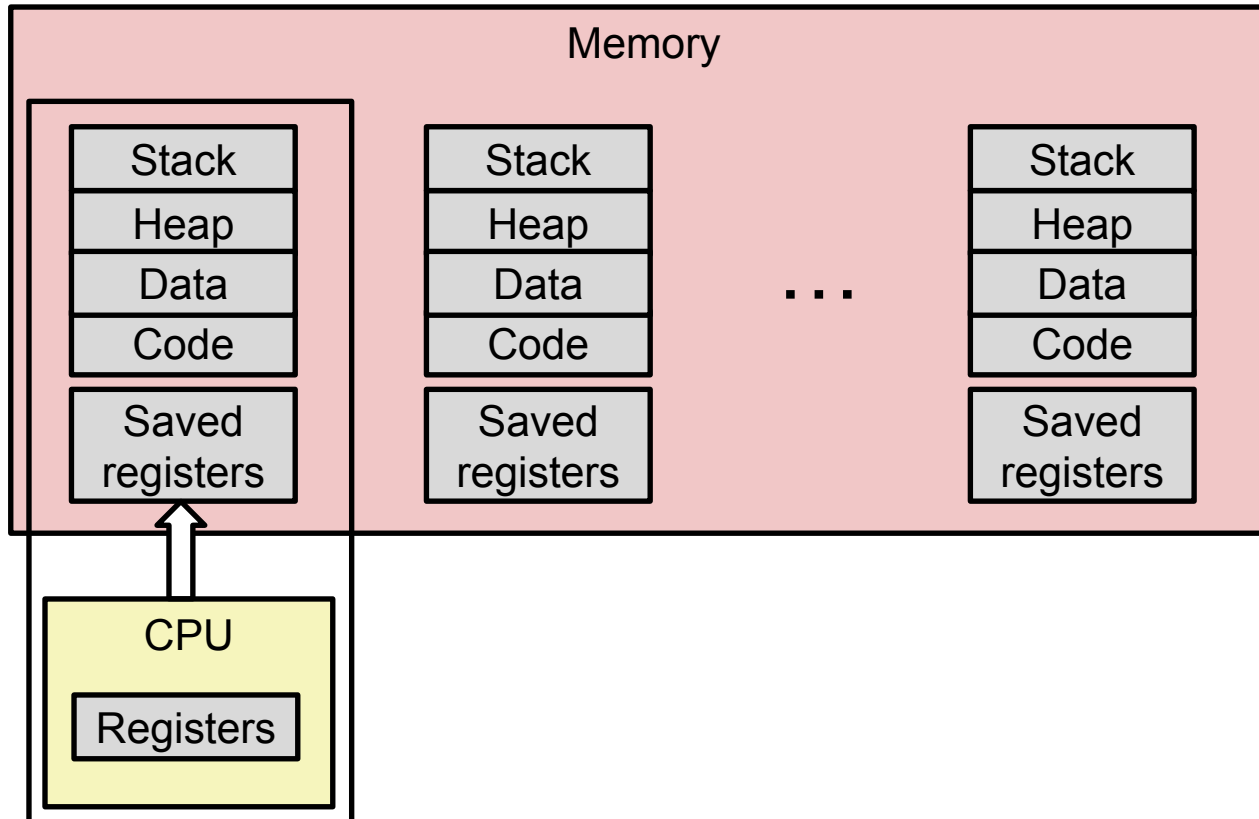 Memory
Stack
Heap
Data
Code
Saved
registers
Stack
Heap
Data
Code
Saved
registers
...
Stack
Heap
Data
Code
Saved
registers
CPU
Registers